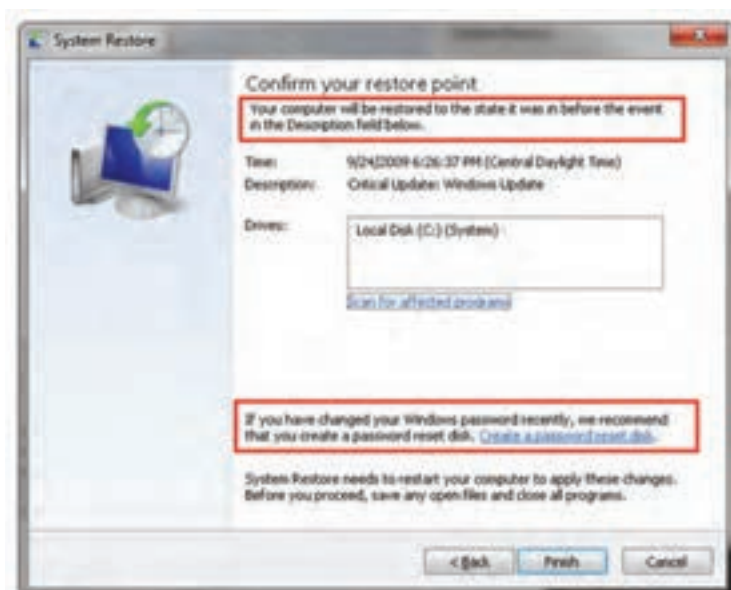 System Restore
Confirm your restore point
Your computer will be restored to the state it was in before the event
in the Description field below.
Time: 9/24/2009 6:26:37 PM (Central Daylight Time)
Description: Critical Update: Windows Update
Drives: Local Disk (C:) (System)
Scan for affected programs
If you have changed your Windows password recently, we recommend
that you create a password reset disk. Create a password reset disk.
System Restore needs to restart your computer to apply these changes.
Before you proceed, save any open files and close all programs.
< Back Finish Cancel